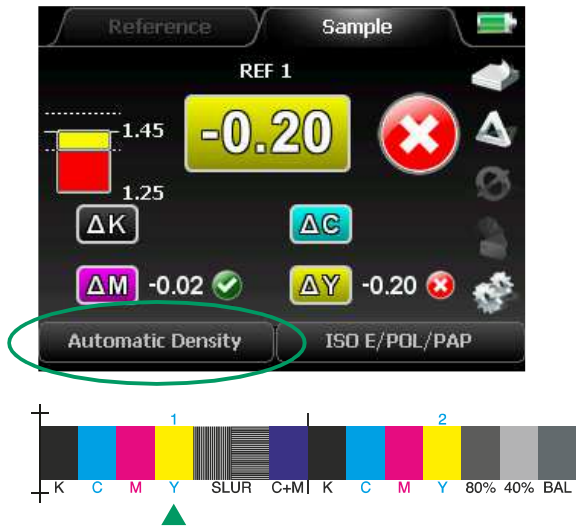 Reference Sample
REF 1
1.45
-0.20
1.25
ΔK ΔC
ΔM -0.02 ΔY -0.20
Automatic Density ISO E/POL/PAP
1 2
K C M Y SLUR C+M K C M Y 80% 40% BAL